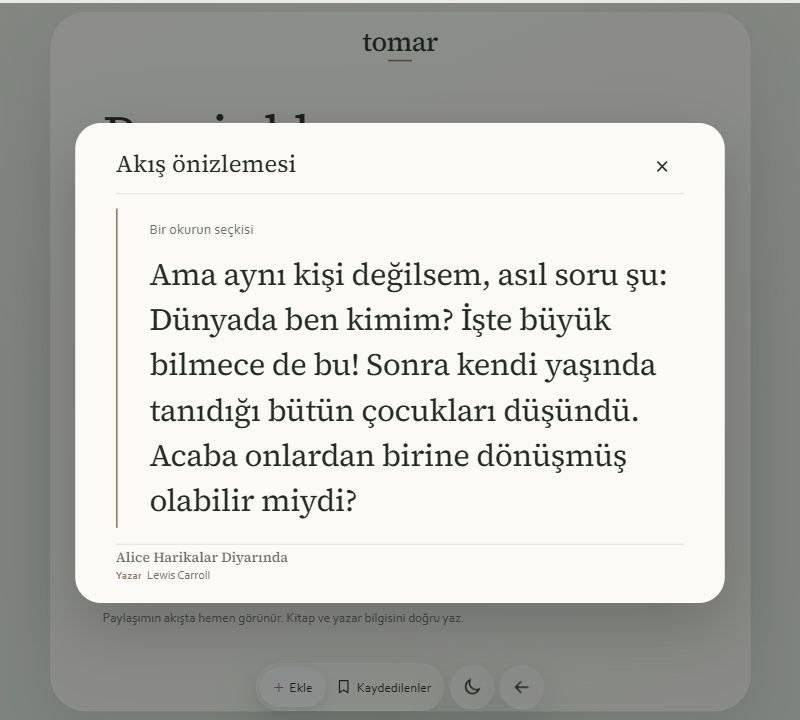 tomar
Akış önizlemesi
×
Bir okurun seçkisi
Ama aynı kişi değilsem, asıl soru şu:
Dünyada ben kimim? İşte büyük
bilmece de bu! Sonra kendi yaşında
tanıdığı bütün çocukları düşündü.
Acaba onlardan birine dönüşmüş
olabilir miydi?
Alice Harikalar Diyarında
Yazar Lewis Carroll
Paylaşımın akışta hemen görünür. Kitap ve yazar bilgisini doğru yaz.
+ Ekle Kaydedilenler